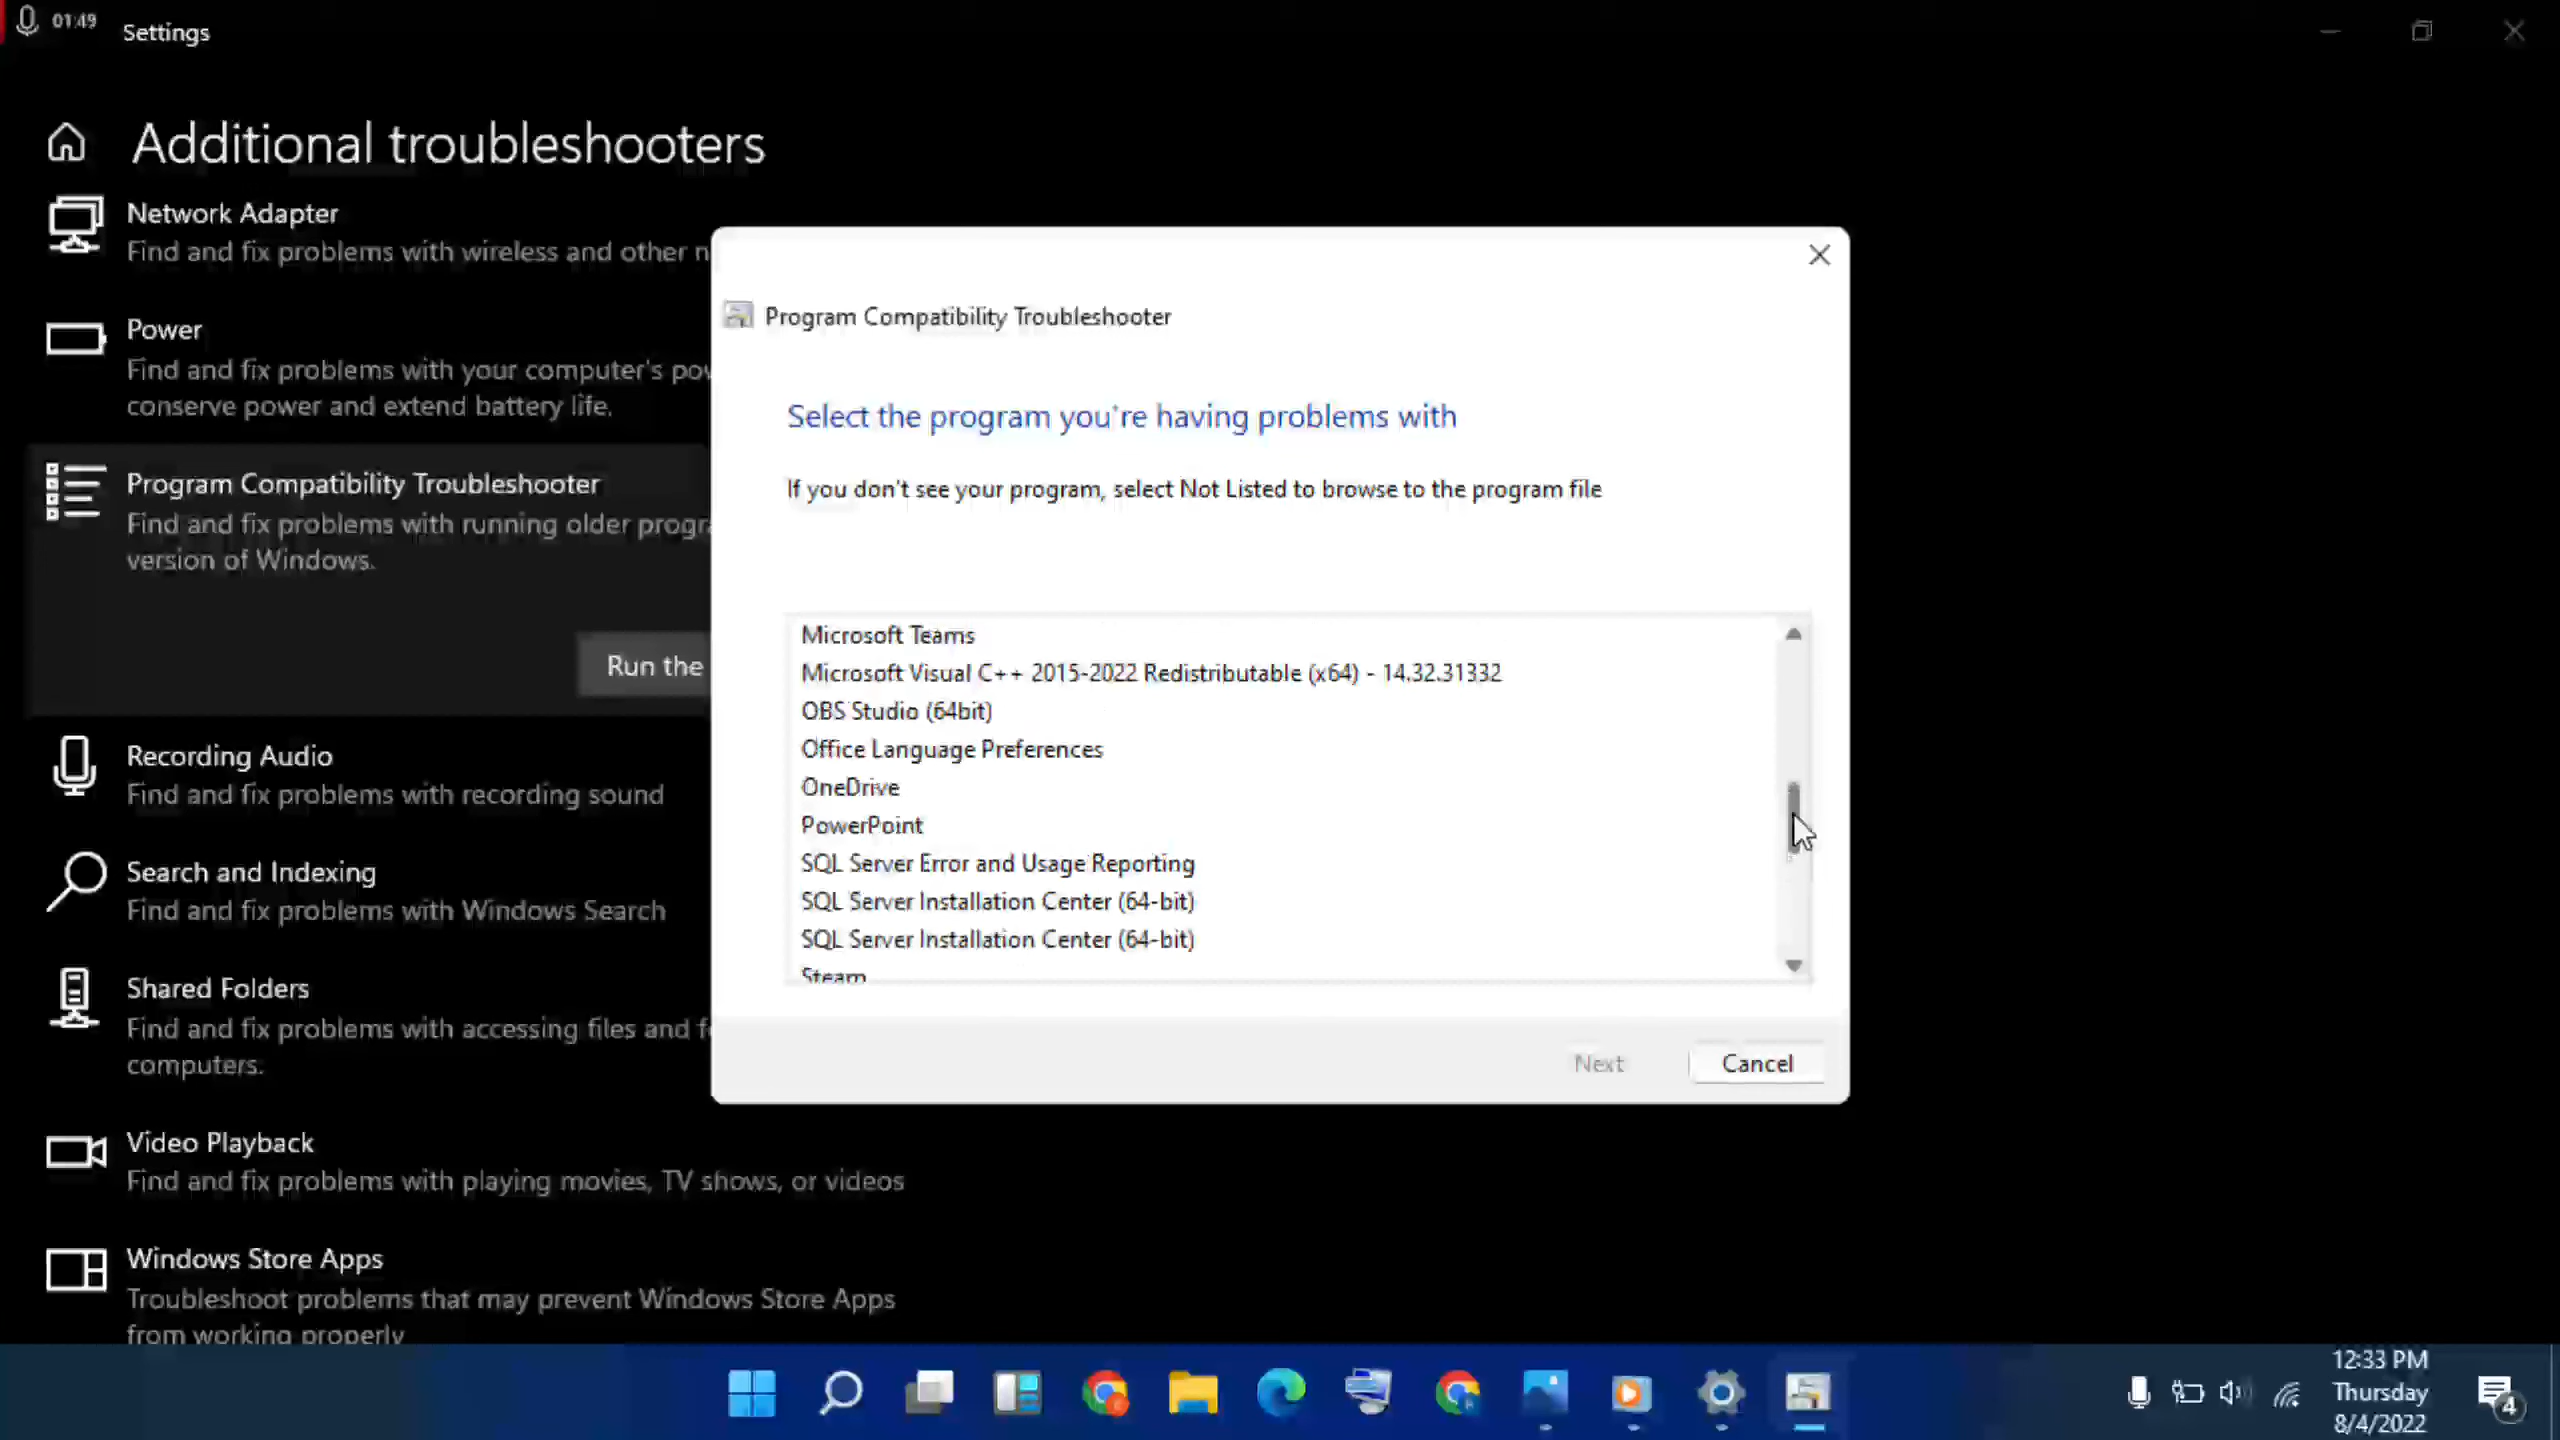 01:49
Settings
Additional troubleshooters
Network Adapter
Find and fix problems with wireless and other n
Power
Find and fix problems with your computer's pow
conserve power and extend battery life.
Program Compatibility Troubleshooter
Find and fix problems with running older progra
version of Windows.
Run the
Recording Audio
Find and fix problems with recording sound
Search and Indexing
Find and fix problems with Windows Search
Shared Folders
Find and fix problems with accessing files and fo
computers.
Video Playback
Find and fix problems with playing movies, TV shows, or videos
Windows Store Apps
Troubleshoot problems that may prevent Windows Store Apps
from working properly
Program Compatibility Troubleshooter
Select the program you're having problems with
If you don't see your program, select Not Listed to browse to the program file
Microsoft Teams
Microsoft Visual C++ 2015-2022 Redistributable (x64) - 14.32.31332
OBS Studio (64bit)
Office Language Preferences
OneDrive
PowerPoint
SQL Server Error and Usage Reporting
SQL Server Installation Center (64-bit)
SQL Server Installation Center (64-bit)
Steam
Next
Cancel
12:33 PM
Thursday
8/4/2022
4